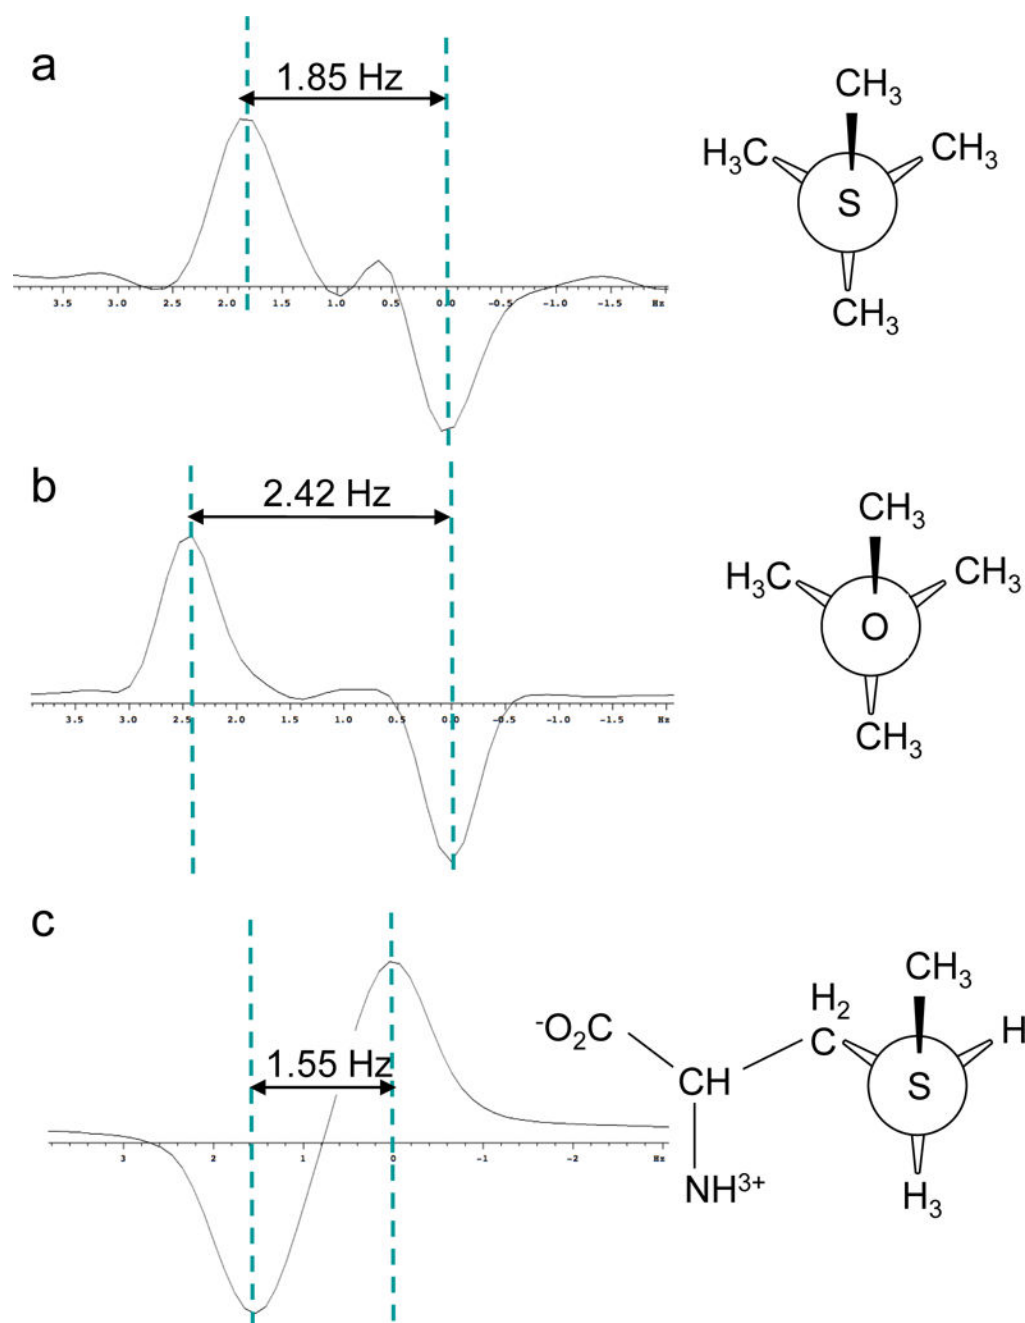 a
1.85 Hz
CH₃
H₃C
CH₃
S
CH₃
3.5 3.0 2.5 2.0 1.5 1.0 0.5 0.0 -0.5 -1.0 -1.5 Hz
b
2.42 Hz
CH₃
H₃C
CH₃
O
CH₃
3.5 3.0 2.5 2.0 1.5 1.0 0.5 0.0 -0.5 -1.0 -1.5 Hz
c
CH₃
H₂
⁻O₂C
C
H
1.55 Hz
CH
S
3 2 1 0 -1 -2 Hz
NH³⁺
H₃